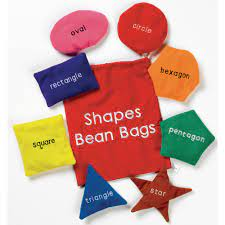 oval
circle
rectangle
hexagon
Shapes
Bean Bags
square
pentagon
triangle
star